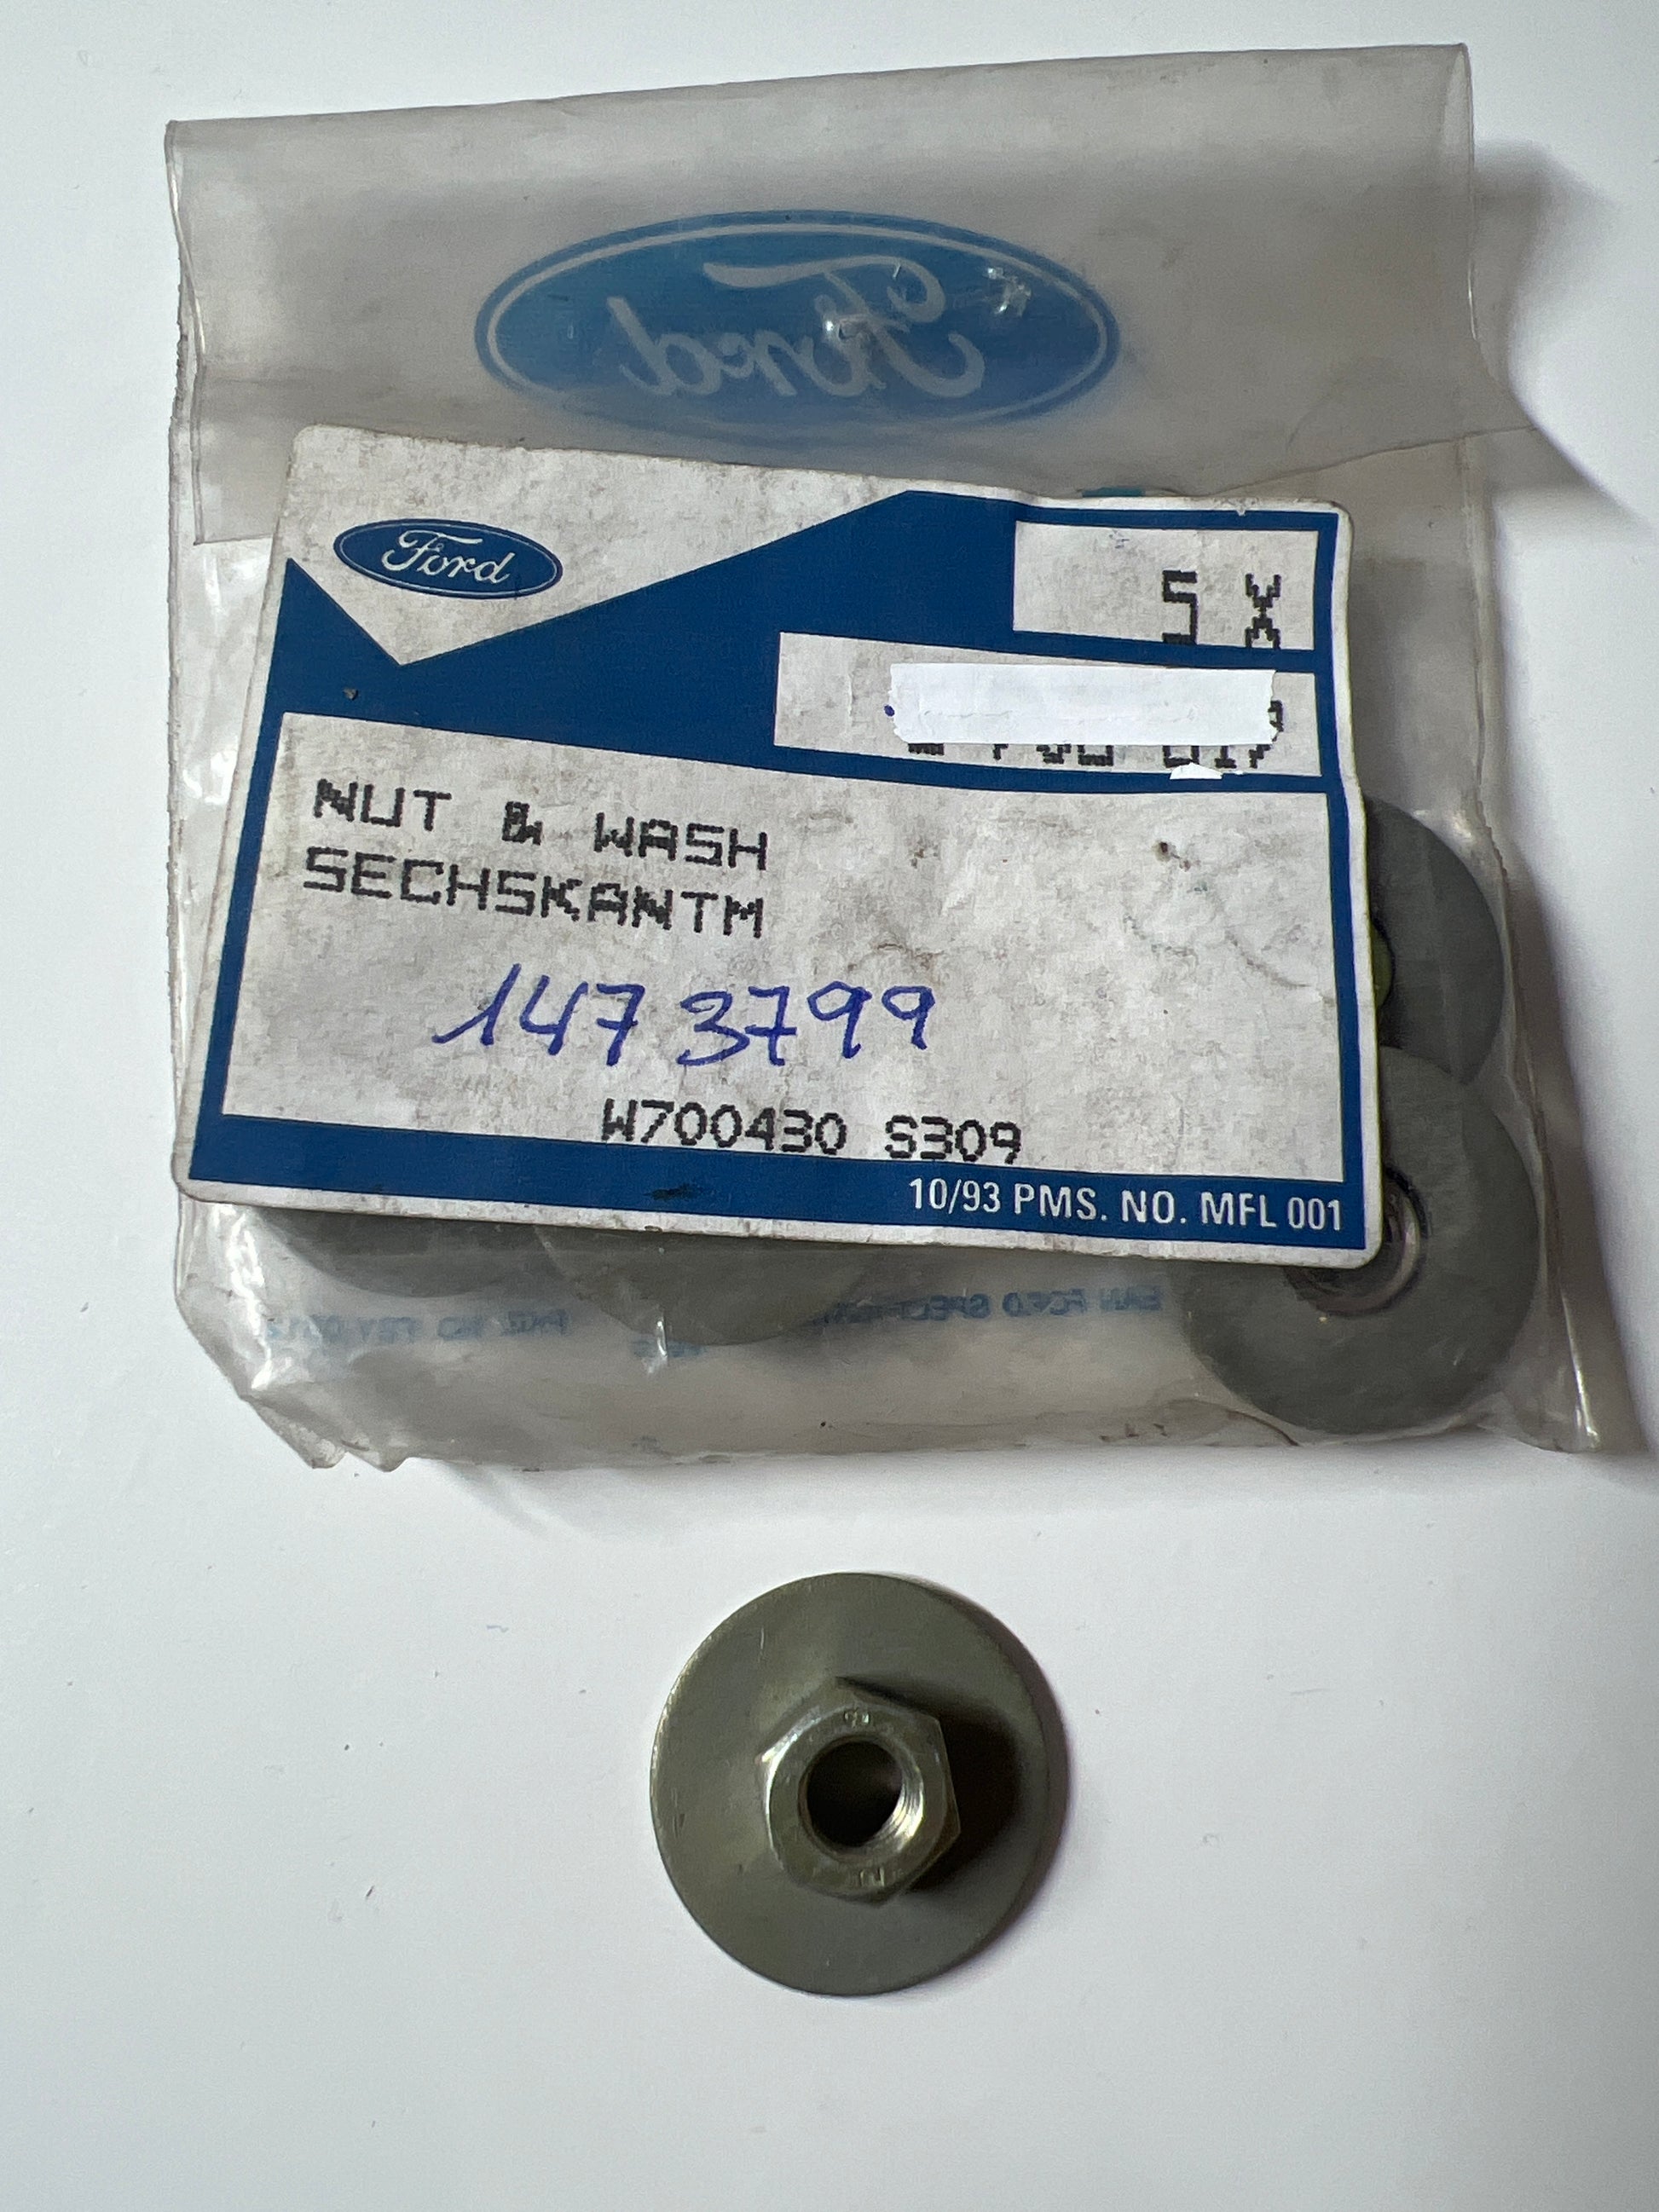 Ford
Ford
5 X
NUT & WASH
SECHSKANTM
1473799
W700430 S309
10/93 PMS. NO. MFL 001